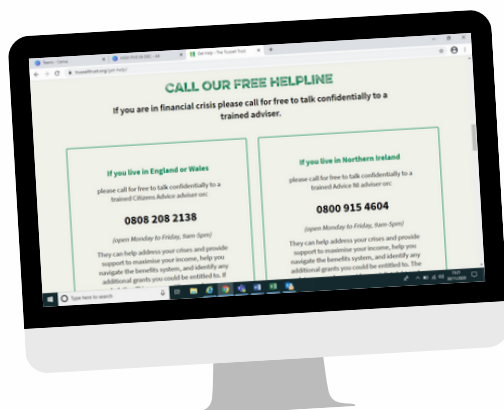 Get Help - The Trussell Trust
CALL OUR FREE HELPLINE
If you are in financial crisis please call for free to talk confidentially to a
trained adviser.
If you live in England or Wales
please call for free to talk confidentially to a
trained Citizens Advice adviser on:
0808 208 2138
(open Monday to Friday, 9am-5pm)
They can help address your crises and provide
support to maximise your income, help you
navigate the benefits system, and identify any
additional grants you could be entitled to. If
If you live in Northern Ireland
please call for free to talk confidentially to a
trained Advice NI adviser on:
0800 915 4604
(open Monday to Friday, 9am-5pm)
They can help address your crises and provide
support to maximise your income, help you
navigate the benefits system, and identify any
additional grants you could be entitled to. The
Type here to search